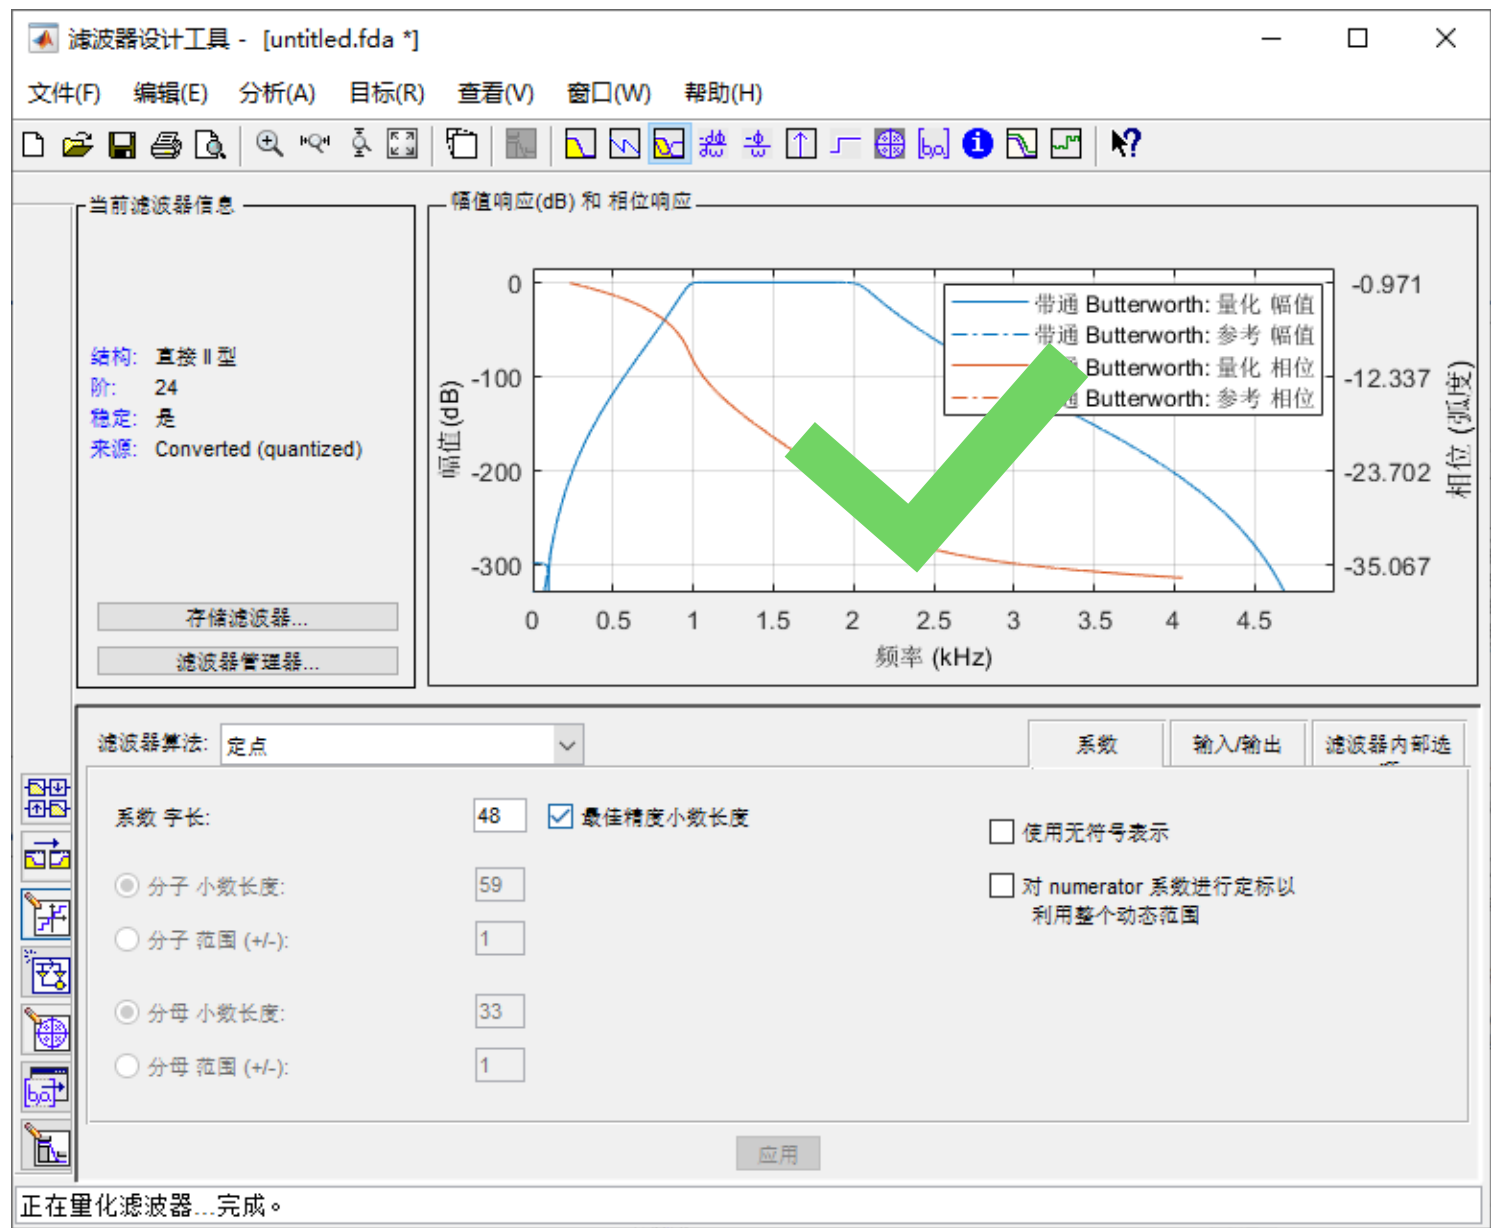 滤波器设计工具 - [untitled.fda *]
文件(F) 编辑(E) 分析(A) 目标(R) 查看(V) 窗口(W) 帮助(H)
当前滤波器信息
结构: 直接 II 型
阶: 24
稳定: 是
来源: Converted (quantized)
存储滤波器...
滤波器管理器...
幅值响应(dB) 和 相位响应
带通 Butterworth: 量化 幅值
带通 Butterworth: 参考 幅值
Butterworth: 量化 相位
通 Butterworth: 参考 相位
0
-100
-200
-300
幅值 (dB)
-0.971
-12.337
-23.702
-35.067
相位 (弧度)
0 0.5 1 1.5 2 2.5 3 3.5 4 4.5
频率 (kHz)
滤波器算法: 定点
系数 输入/输出 滤波器内部选
系数 字长: 48 最佳精度小数长度
分子 小数长度: 59
分子 范围 (+/-): 1
分母 小数长度: 33
分母 范围 (+/-): 1
使用无符号表示
对 numerator 系数进行定标以
利用整个动态范围
应用
正在量化滤波器...完成。